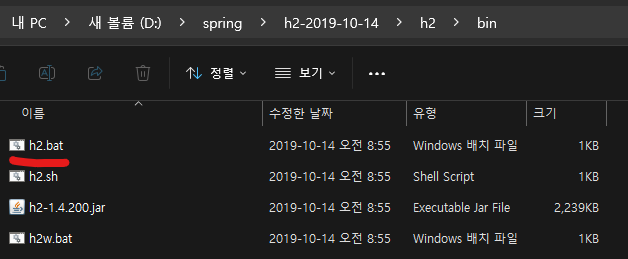 내 PC > 새 볼륨 (D:) > spring > h2-2019-10-14 > h2 > bin
정렬 보기 ...
이름 수정한 날짜 유형 크기
h2.bat 2019-10-14 오전 8:55 Windows 배치 파일 1KB
h2.sh 2019-10-14 오전 8:55 Shell Script 1KB
h2-1.4.200.jar 2019-10-14 오전 8:55 Executable Jar File 2,239KB
h2w.bat 2019-10-14 오전 8:55 Windows 배치 파일 1KB